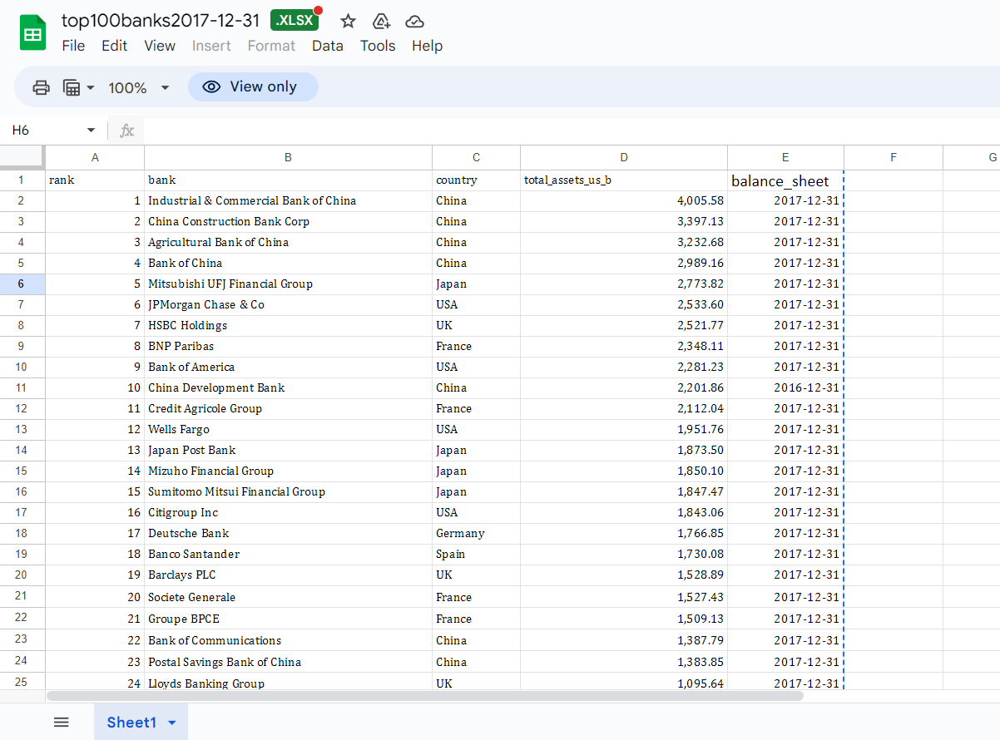 top100banks2017-12-31 .XLSX
File Edit View Insert Format Data Tools Help
100% View only
H6 fx
A B C D E F G
1 rank bank country total_assets_us_b balance_sheet
2 1 Industrial & Commercial Bank of China China 4,005.58 2017-12-31
3 2 China Construction Bank Corp China 3,397.13 2017-12-31
4 3 Agricultural Bank of China China 3,232.68 2017-12-31
5 4 Bank of China China 2,989.16 2017-12-31
6 5 Mitsubishi UFJ Financial Group Japan 2,773.82 2017-12-31
7 6 JPMorgan Chase & Co USA 2,533.60 2017-12-31
8 7 HSBC Holdings UK 2,521.77 2017-12-31
9 8 BNP Paribas France 2,348.11 2017-12-31
10 9 Bank of America USA 2,281.23 2017-12-31
11 10 China Development Bank China 2,201.86 2016-12-31
12 11 Credit Agricole Group France 2,112.04 2017-12-31
13 12 Wells Fargo USA 1,951.76 2017-12-31
14 13 Japan Post Bank Japan 1,873.50 2017-12-31
15 14 Mizuho Financial Group Japan 1,850.10 2017-12-31
16 15 Sumitomo Mitsui Financial Group Japan 1,847.47 2017-12-31
17 16 Citigroup Inc USA 1,843.06 2017-12-31
18 17 Deutsche Bank Germany 1,766.85 2017-12-31
19 18 Banco Santander Spain 1,730.08 2017-12-31
20 19 Barclays PLC UK 1,528.89 2017-12-31
21 20 Societe Generale France 1,527.43 2017-12-31
22 21 Groupe BPCE France 1,509.13 2017-12-31
23 22 Bank of Communications China 1,387.79 2017-12-31
24 23 Postal Savings Bank of China China 1,383.85 2017-12-31
25 24 Lloyds Banking Group UK 1,095.64 2017-12-31
Sheet1